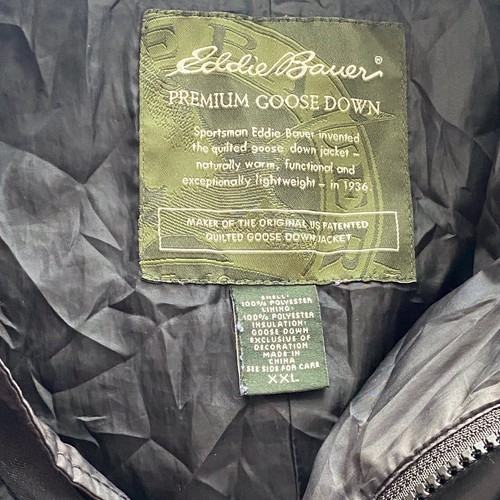 Eddie Bauer®
PREMIUM GOOSE DOWN
Sportsman Eddie Bauer invented
the quilted goose down jacket –
naturally warm, functional and
exceptionally lightweight – in 1936.
MAKER OF THE ORIGINAL US PATENTED
QUILTED GOOSE DOWN JACKET
SHELL:
100% POLYESTER
LINING:
100% POLYESTER
INSULATION:
GOOSE DOWN
EXCLUSIVE OF
DECORATION
MADE IN
CHINA
SEE SIDE FOR CARE
XXL